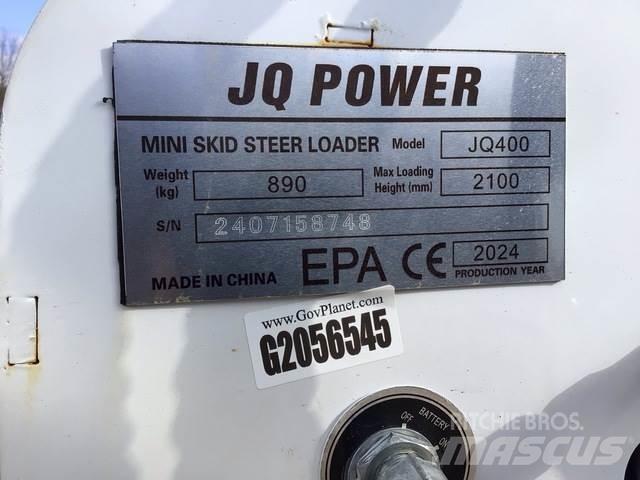 JQ POWER
MINI SKID STEER LOADER Model JQ400
Weight (kg) 890 Max Loading Height (mm) 2100
S/N 2407158748
MADE IN CHINA EPA CE 2024 PRODUCTION YEAR
www.GovPlanet.com
G2056545
OFF BATTERY ON
RITCHIE BROS.
MASCUS